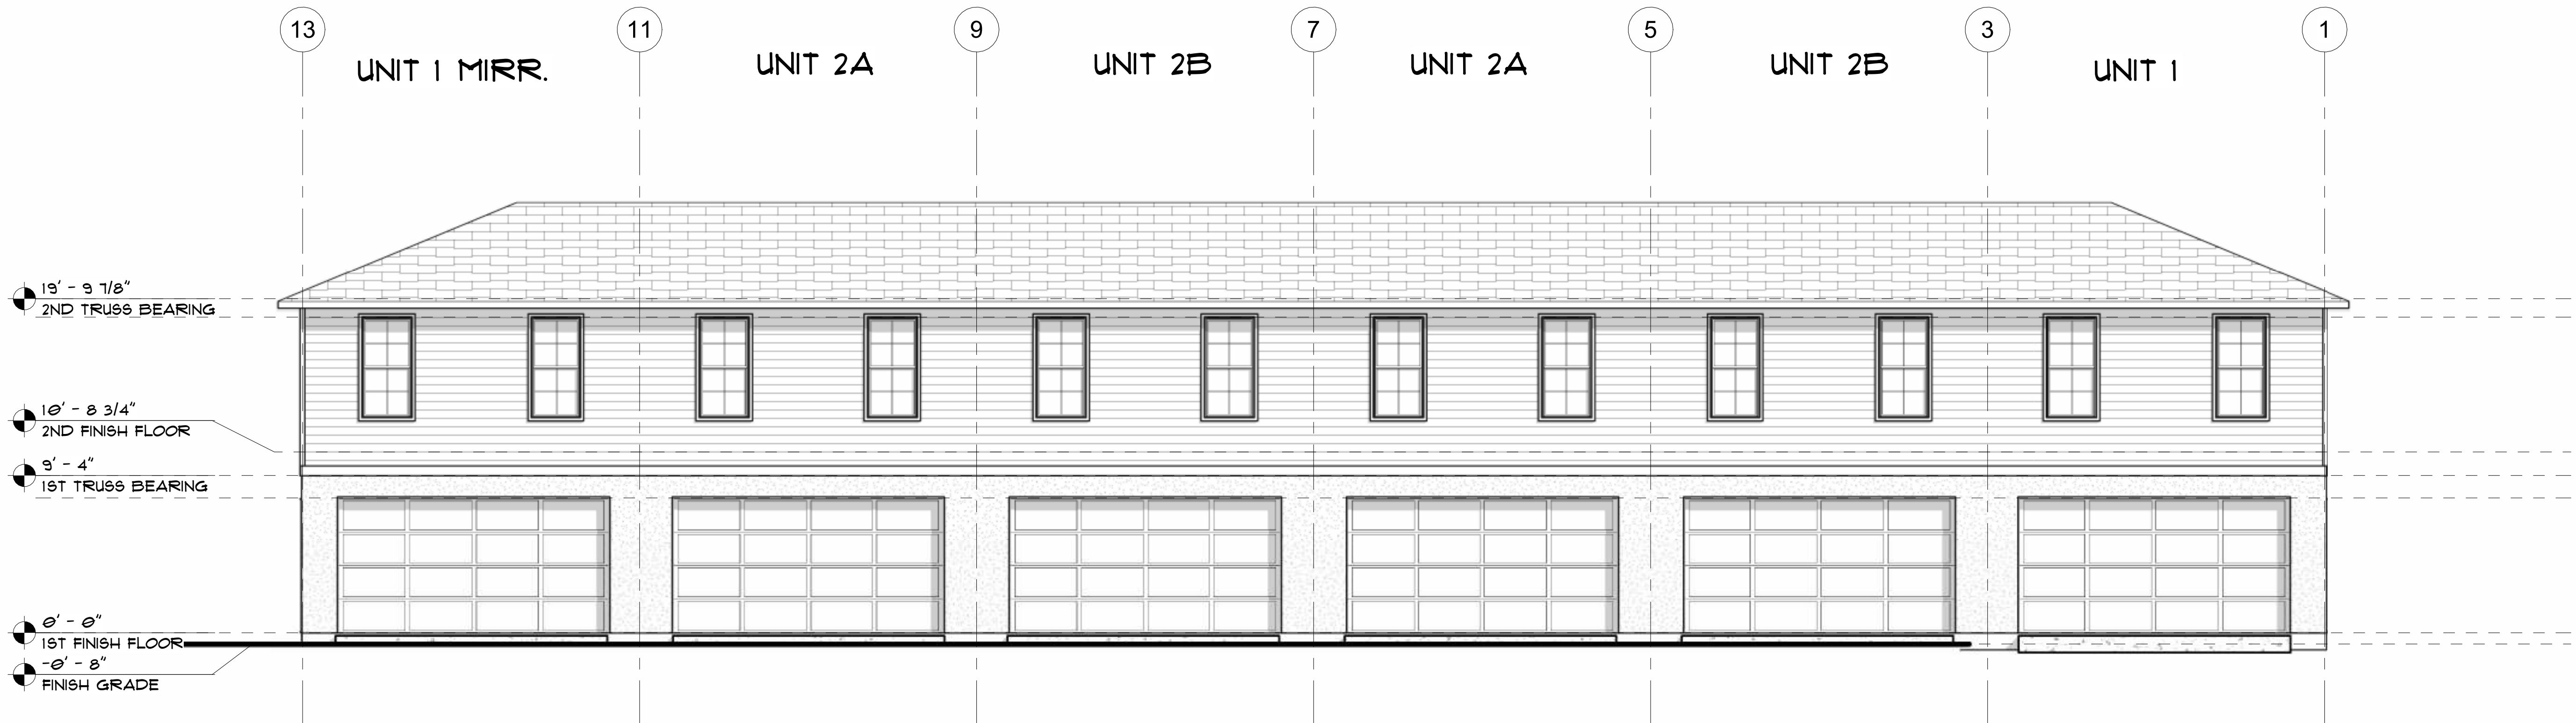 13 11 9 7 5 3 1
UNIT 1 MIRR. UNIT 2A UNIT 2B UNIT 2A UNIT 2B UNIT 1
19' - 9 7/8"
2ND TRUSS BEARING
10' - 8 3/4"
2ND FINISH FLOOR
9' - 4"
1ST TRUSS BEARING
0' - 0"
1ST FINISH FLOOR
-0' - 8"
FINISH GRADE